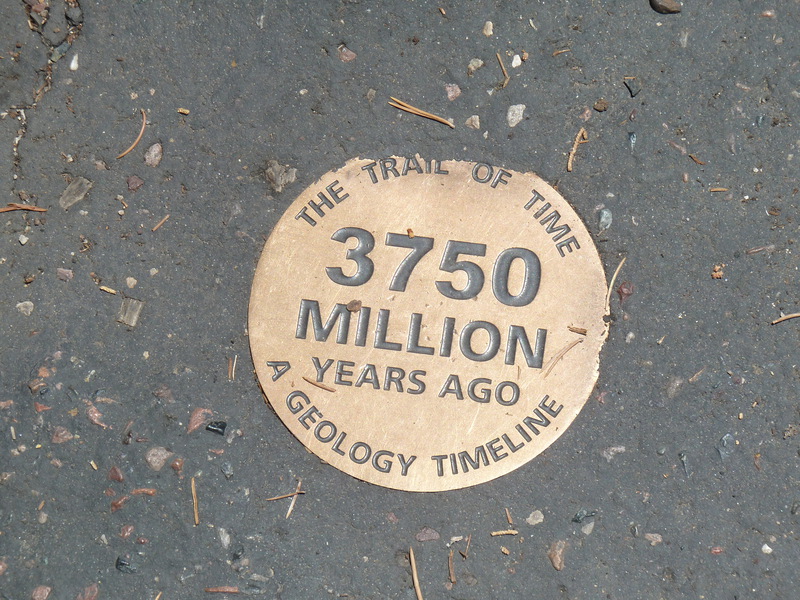 THE TRAIL OF TIME
3750
MILLION
YEARS AGO
A GEOLOGY TIMELINE